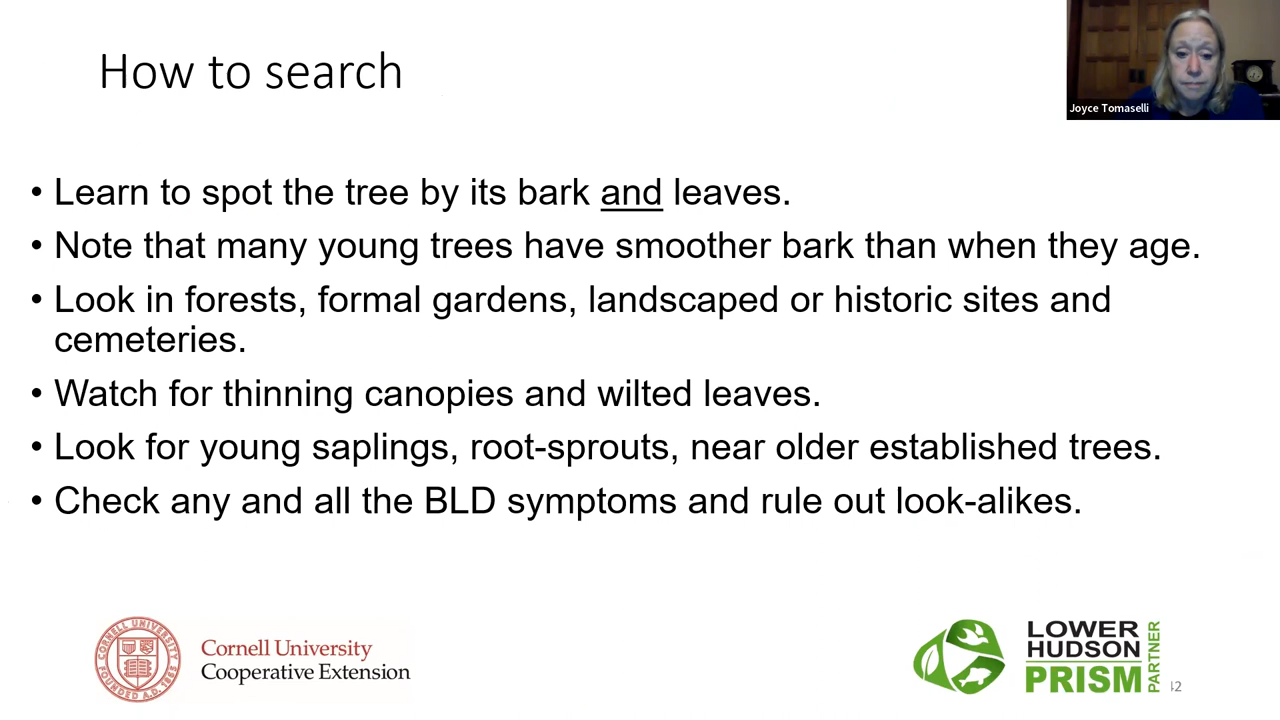 How to search
Joyce Tomaselli
• Learn to spot the tree by its bark and leaves.
• Note that many young trees have smoother bark than when they age.
• Look in forests, formal gardens, landscaped or historic sites and
cemeteries.
• Watch for thinning canopies and wilted leaves.
• Look for young saplings, root-sprouts, near older established trees.
• Check any and all the BLD symptoms and rule out look-alikes.
CORNELL UNIVERSITY
FOUNDED A.D. 1865
Cornell University
Cooperative Extension
LOWER
HUDSON
PRISM
PARTNER
42